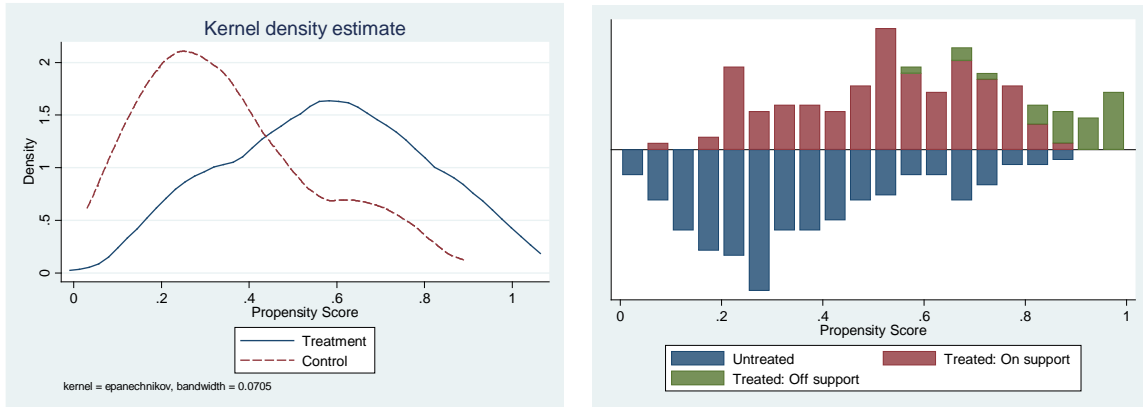 Kernel density estimate
Density
0
.5
1
1.5
2
0 .2 .4 .6 .8 1
Propensity Score
Treatment
Control
kernel = epanechnikov, bandwidth = 0.0705
0 .2 .4 .6 .8 1
Propensity Score
Untreated Treated: On support
Treated: Off support